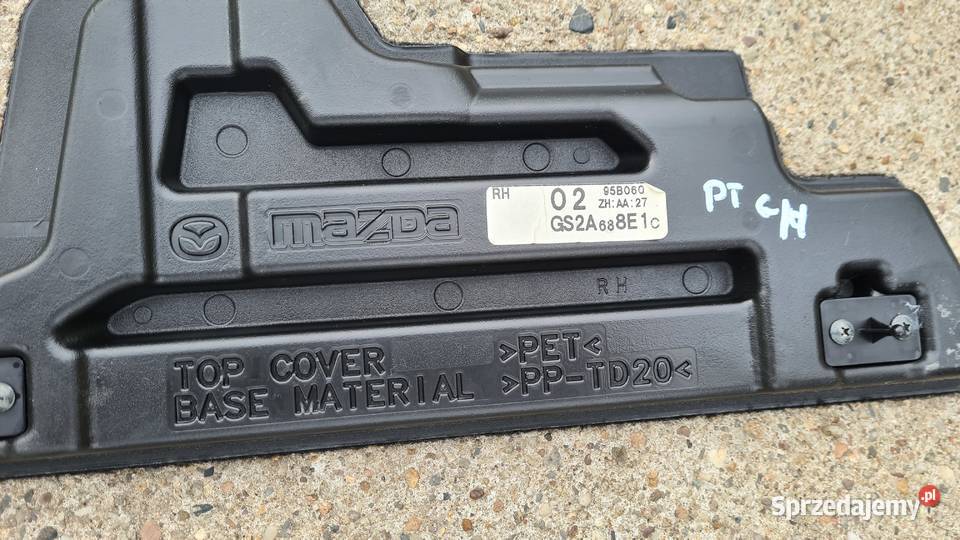 RH 02 95B060
ZH:AA:27
GS2A688E1C
PT
mazda
RH
TOP COVER >PET<
BASE MATERIAL >PP-TD20<
Sprzedajemy.pl